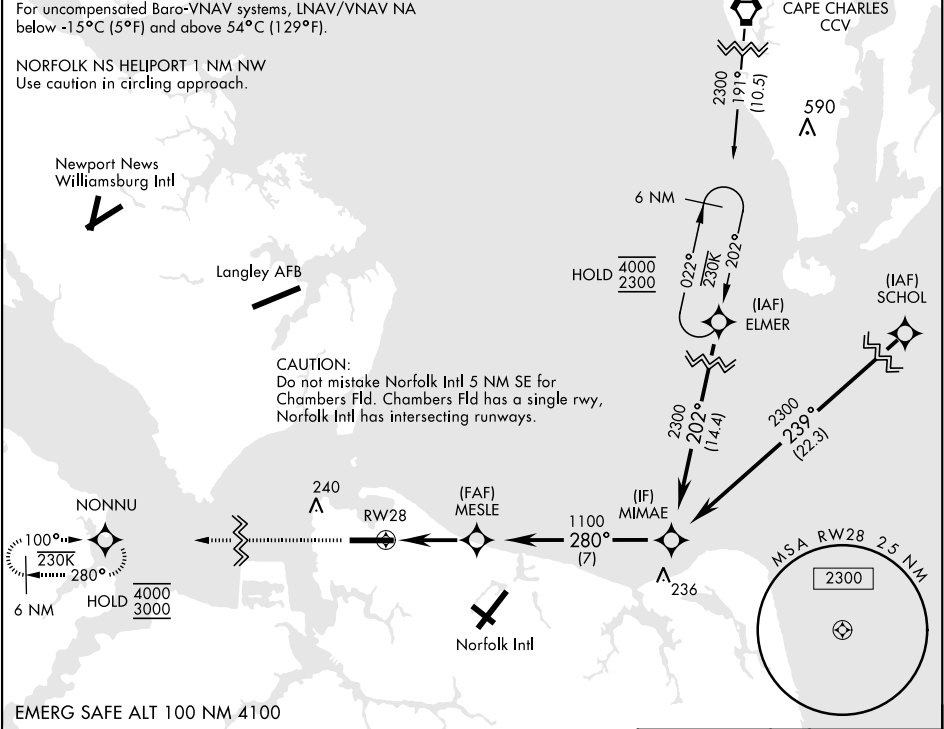 For uncompensated Baro-VNAV systems, LNAV/VNAV NA
below -15°C (5°F) and above 54°C (129°F).
NORFOLK NS HELIPORT 1 NM NW
Use caution in circling approach.
CAPE CHARLES
CCV
2300
191°
(10.5)
590
Newport News
Williamsburg Intl
6 NM
Langley AFB
HOLD
4000
2300
022°
230K
202°
(IAF)
ELMER
(IAF)
SCHOL
CAUTION:
Do not mistake Norfolk Intl 5 NM SE for
Chambers Fld. Chambers Fld has a single rwy,
Norfolk Intl has intersecting runways.
2300
202°
(14.4)
2300
239°
(22.3)
NONNU
240
RW28
(FAF)
MESLE
1100
280°
(7)
(IF)
MIMAE
236
100°
230K
280°
6 NM
HOLD
4000
3000
Norfolk Intl
MSA RW28 25 NM
2300
EMERG SAFE ALT 100 NM 4100